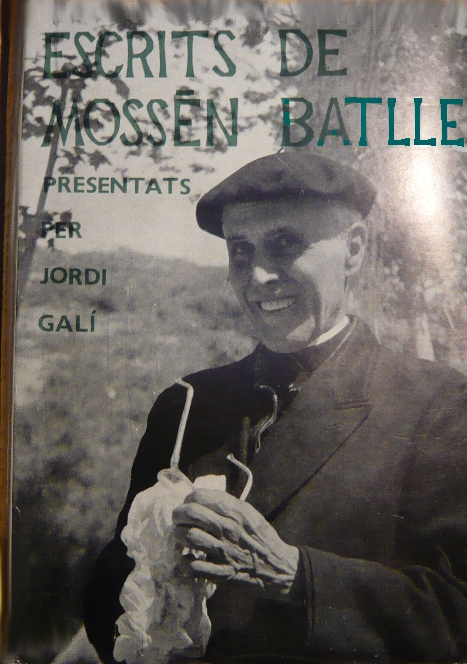 ESCRITS DE
MOSSÈN BATLLE
PRESENTATS
PER
JORDI
GALÍ